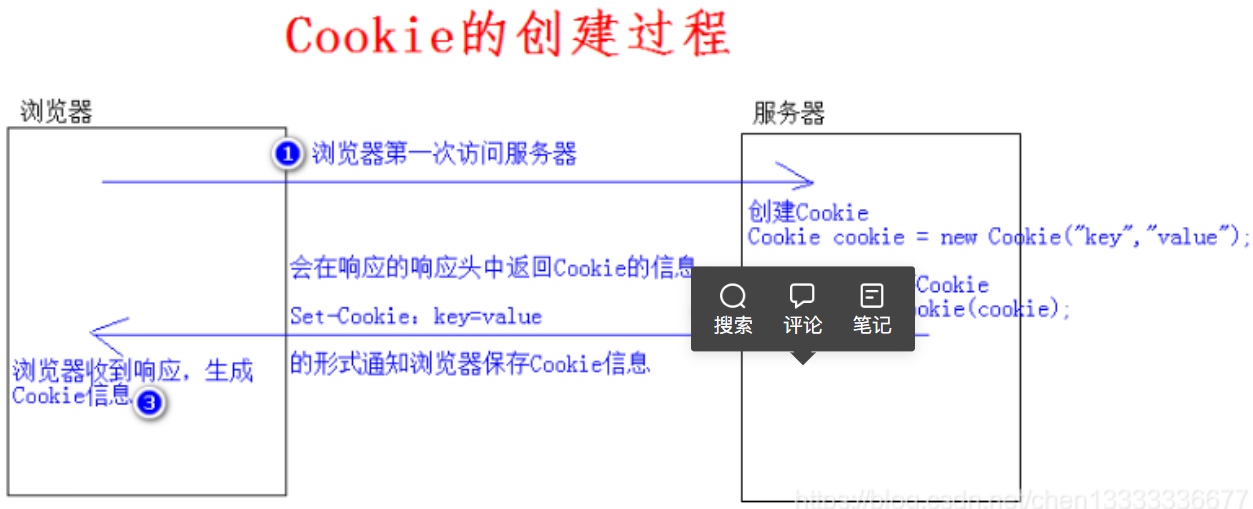 Cookie的创建过程
浏览器
服务器
1 浏览器第一次访问服务器
创建Cookie
Cookie cookie = new Cookie("key","value");
会在响应的响应头中返回Cookie的信息
Cookie
ookie(cookie);
搜索 评论 笔记
Set-Cookie：key=value
的形式通知浏览器保存Cookie信息
浏览器收到响应，生成
Cookie信息 3
https://blog.csdn.net/chen13333336677